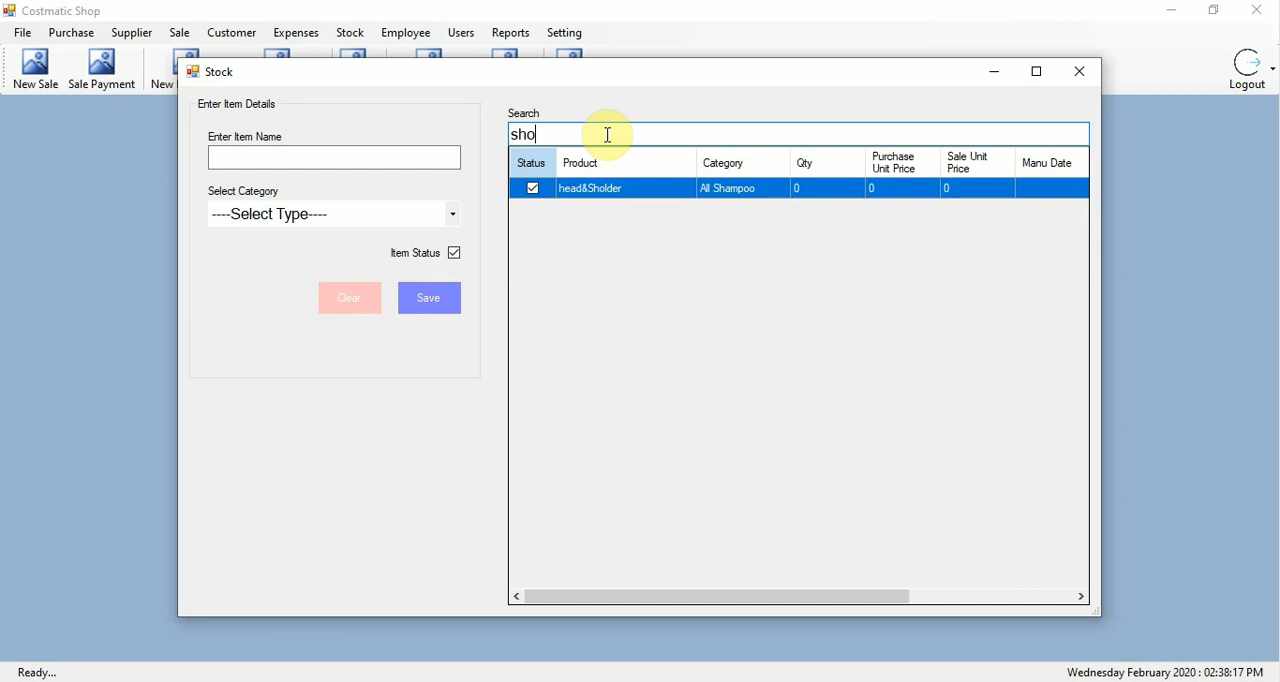 Costmatic Shop
File Purchase Supplier Sale Customer Expenses Stock Employee Users Reports Setting
New Sale Sale Payment New
Logout
Stock
Enter Item Details
Enter Item Name
Select Category
----Select Type----
Item Status
Clear Save
Search
sho
Status Product Category Qty Purchase Unit Price Sale Unit Price Manu Date
head&Sholder All Shampoo 0 0 0
Ready...
Wednesday February 2020 : 02:38:17 PM